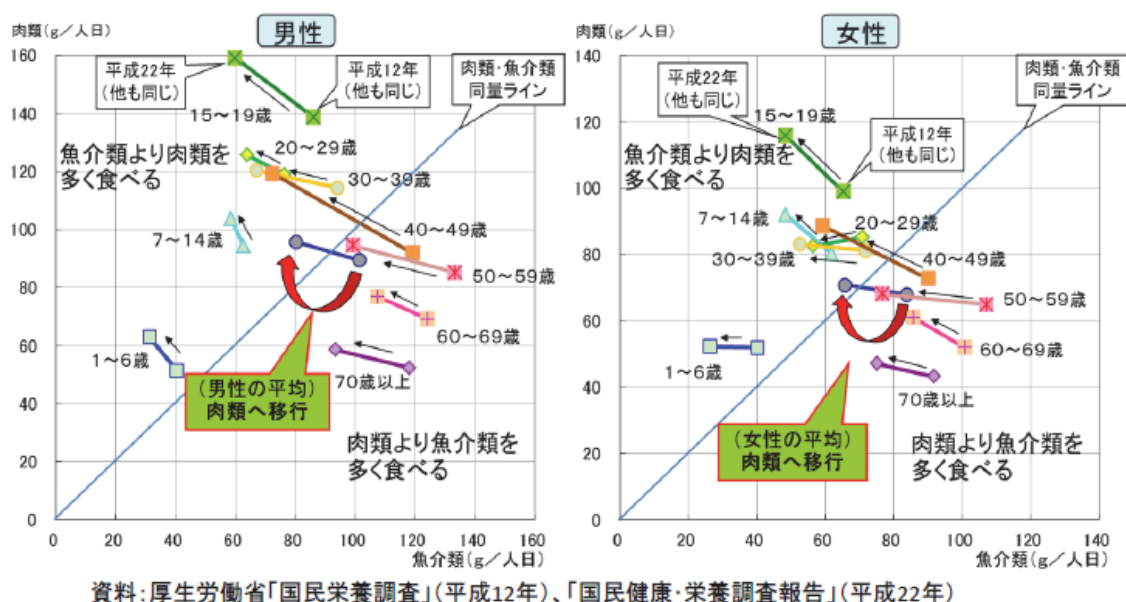 肉類(g/人日)
男性
160
140
120
100
80
60
40
20
0
平成22年
(他も同じ)
平成12年
(他も同じ)
肉類・魚介類
同量ライン
15～19歳
魚介類より肉類を
多く食べる
20～29歳
30～39歳
7～14歳
40～49歳
50～59歳
60～69歳
1～6歳
70歳以上
(男性の平均)
肉類へ移行
肉類より魚介類を
多く食べる
0 20 40 60 80 100 120 140 160
魚介類(g/人日)
肉類(g/人日)
女性
140
120
100
80
60
40
20
0
平成22年
(他も同じ)
肉類・魚介類
同量ライン
15～19歳
平成12年
(他も同じ)
魚介類より肉類を
多く食べる
7～14歳
20～29歳
30～39歳
40～49歳
50～59歳
60～69歳
1～6歳
70歳以上
(女性の平均)
肉類へ移行
肉類より魚介類を
多く食べる
0 20 40 60 80 100 120 140
魚介類(g/人日)
資料:厚生労働省「国民栄養調査」(平成12年)、「国民健康・栄養調査報告」(平成22年)